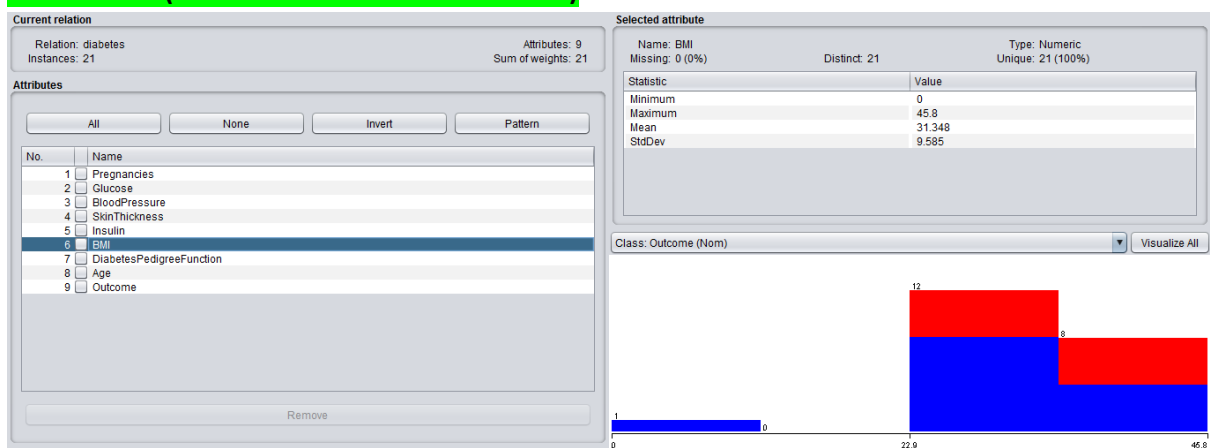 Current relation
Relation: diabetes
Attributes: 9
Instances: 21
Sum of weights: 21
Attributes
All
None
Invert
Pattern
No.
Name
1 Pregnancies
2 Glucose
3 BloodPressure
4 SkinThickness
5 Insulin
6 BMI
7 DiabetesPedigreeFunction
8 Age
9 Outcome
Remove
Selected attribute
Name: BMI
Type: Numeric
Missing: 0 (0%)
Distinct: 21
Unique: 21 (100%)
Statistic
Value
Minimum
0
Maximum
45.8
Mean
31.348
StdDev
9.585
Class: Outcome (Nom)
Visualize All
12
8
1
0
0
22.9
45.8